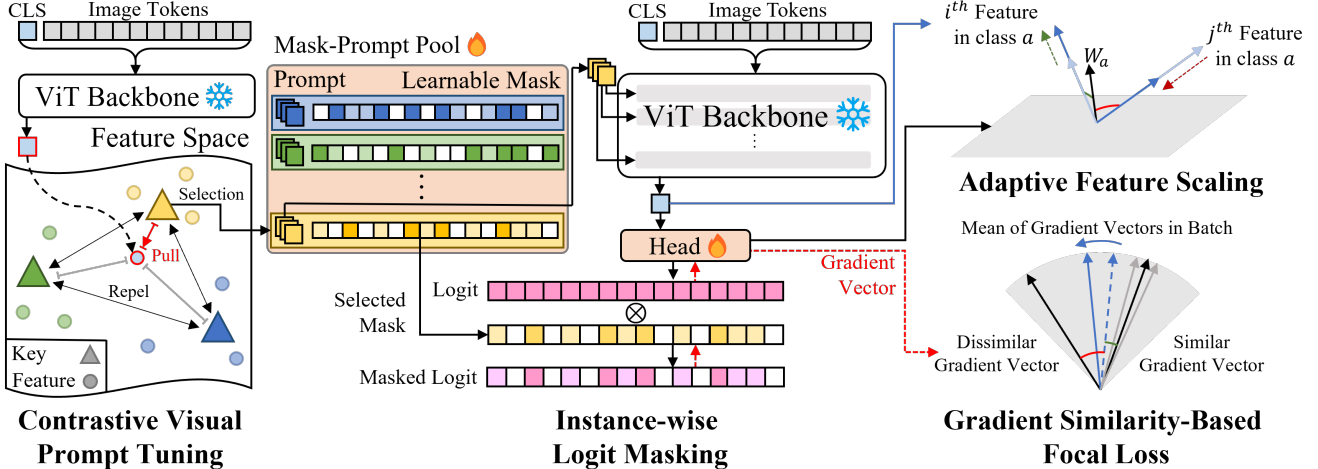 CLS
Image Tokens
ViT Backbone
Feature Space
Selection
Pull
Repel
Key
Feature
Contrastive Visual
Prompt Tuning
Mask-Prompt Pool
Prompt
Learnable Mask
CLS
Image Tokens
ViT Backbone
Head
Gradient
Vector
Logit
Selected
Mask
Masked Logit
Instance-wise
Logit Masking
i^th Feature
in class a
W_a
j^th Feature
in class a
Adaptive Feature Scaling
Mean of Gradient Vectors in Batch
Dissimilar
Gradient Vector
Similar
Gradient Vector
Gradient Similarity-Based
Focal Loss